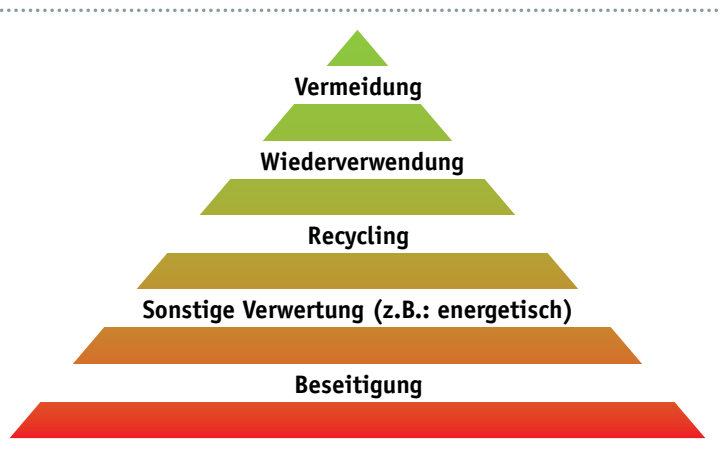 Vermeidung
Wiederverwendung
Recycling
Sonstige Verwertung (z.B.: energetisch)
Beseitigung